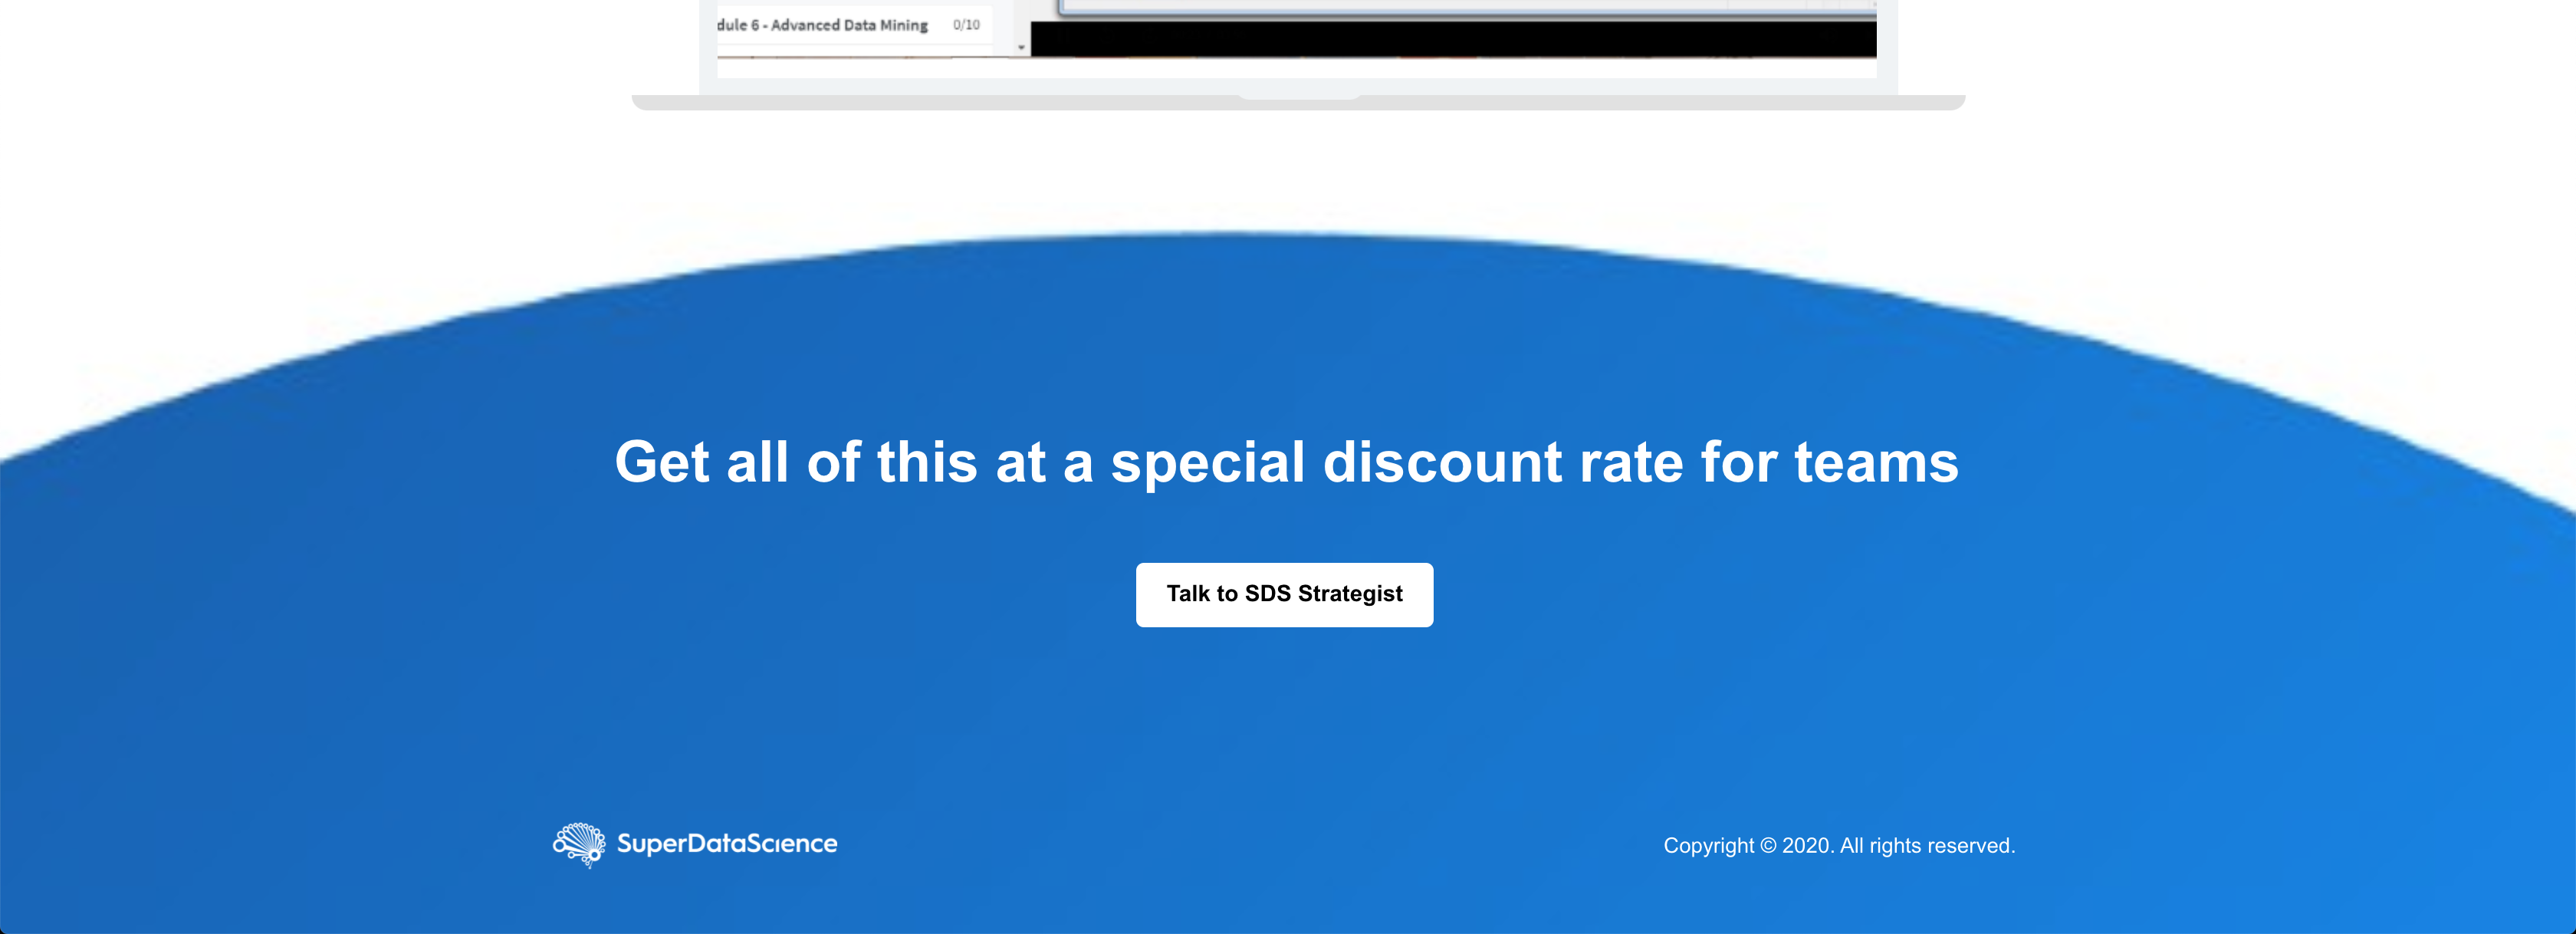 dule 6 - Advanced Data Mining 0/10
Get all of this at a special discount rate for teams
Talk to SDS Strategist
SuperDataScience
Copyright © 2020. All rights reserved.